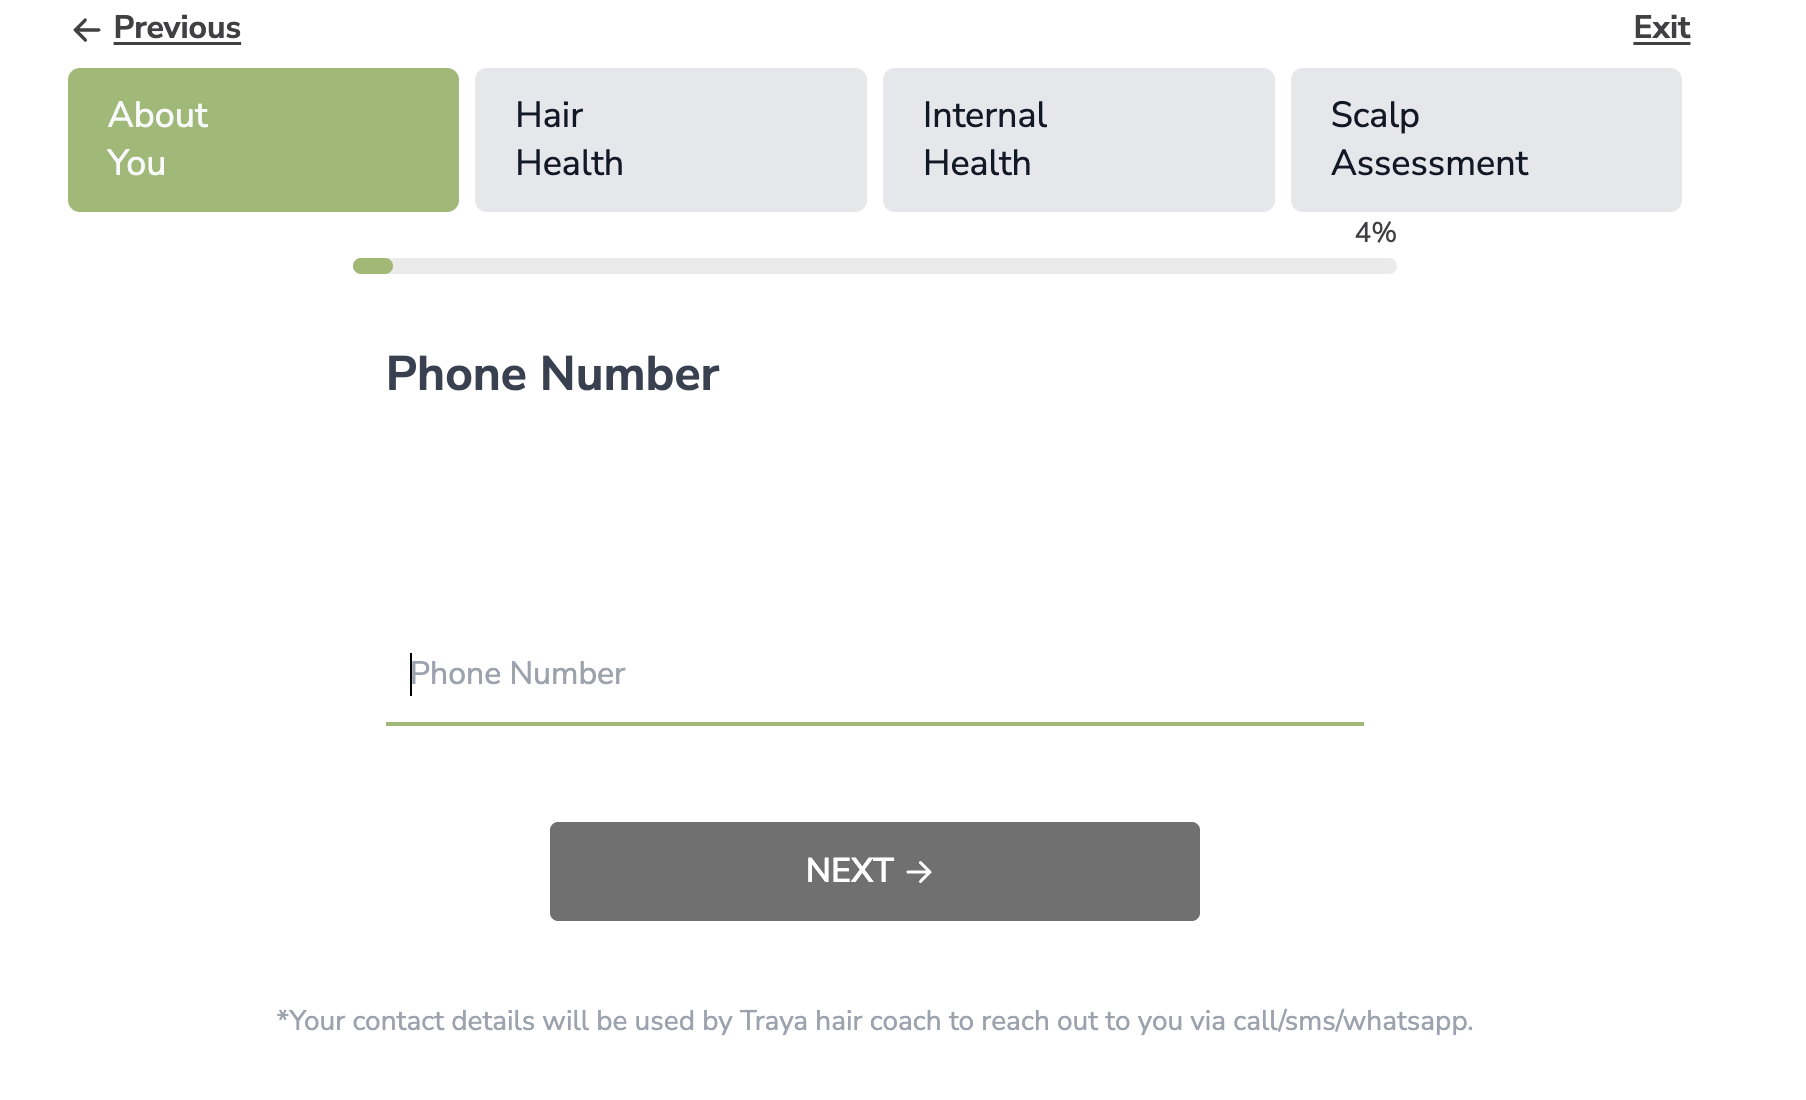 ← Previous
Exit
About
You
Hair
Health
Internal
Health
Scalp
Assessment
4%
Phone Number
Phone Number
NEXT →
*Your contact details will be used by Traya hair coach to reach out to you via call/sms/whatsapp.